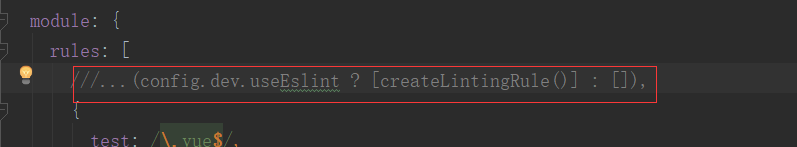 module: {
rules: [
///...(config.dev.useEslint ? [createLintingRule()] : []),
{
test: /\.vue$/,